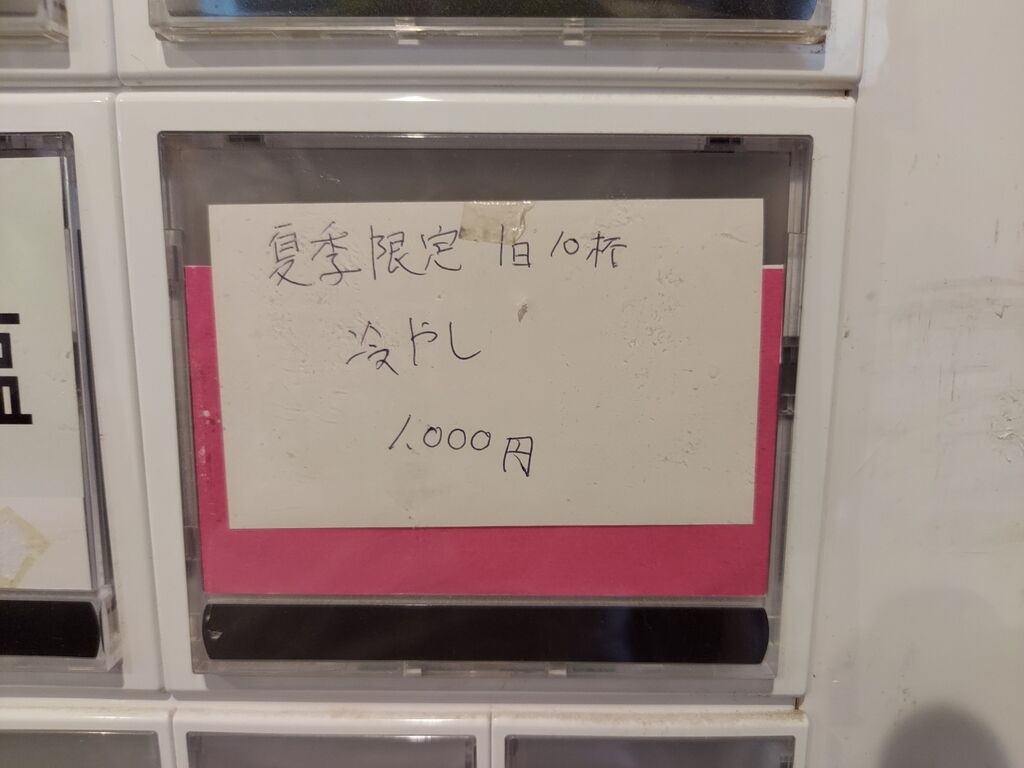 夏季限定 1日10杯
冷やし
1,000円